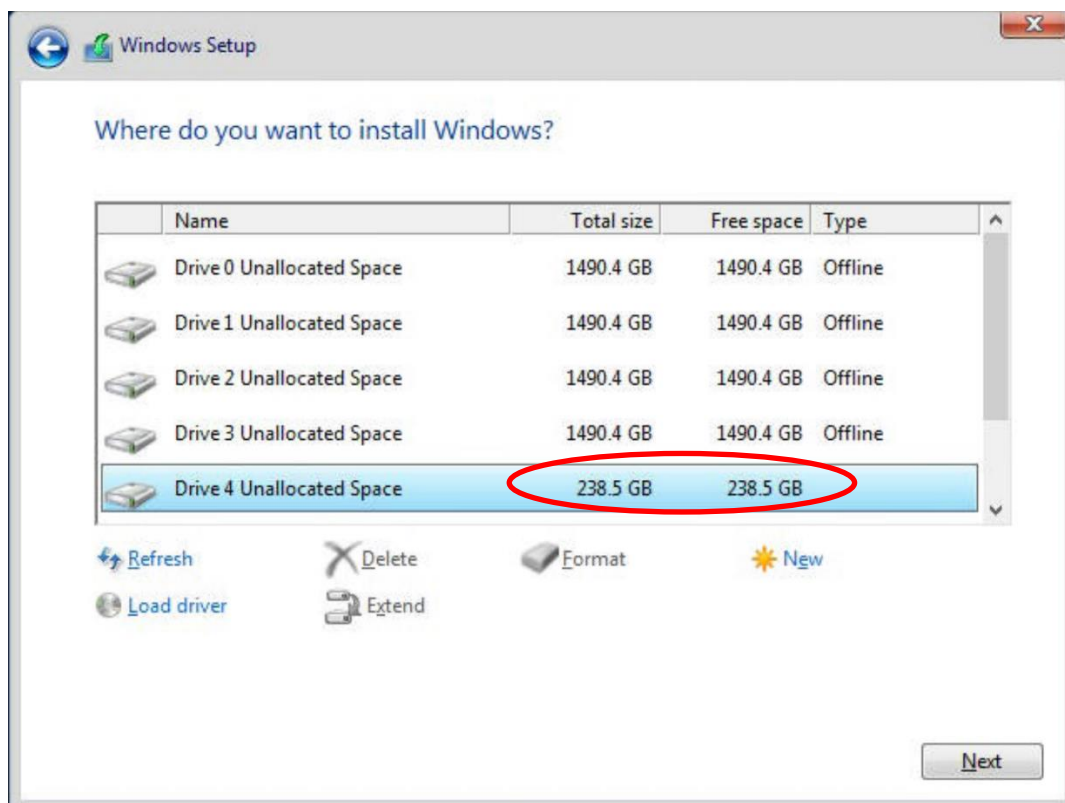 Windows Setup
Where do you want to install Windows?
Name Total size Free space Type
Drive 0 Unallocated Space 1490.4 GB 1490.4 GB Offline
Drive 1 Unallocated Space 1490.4 GB 1490.4 GB Offline
Drive 2 Unallocated Space 1490.4 GB 1490.4 GB Offline
Drive 3 Unallocated Space 1490.4 GB 1490.4 GB Offline
Drive 4 Unallocated Space 238.5 GB 238.5 GB
Refresh Delete Format New
Load driver Extend
Next